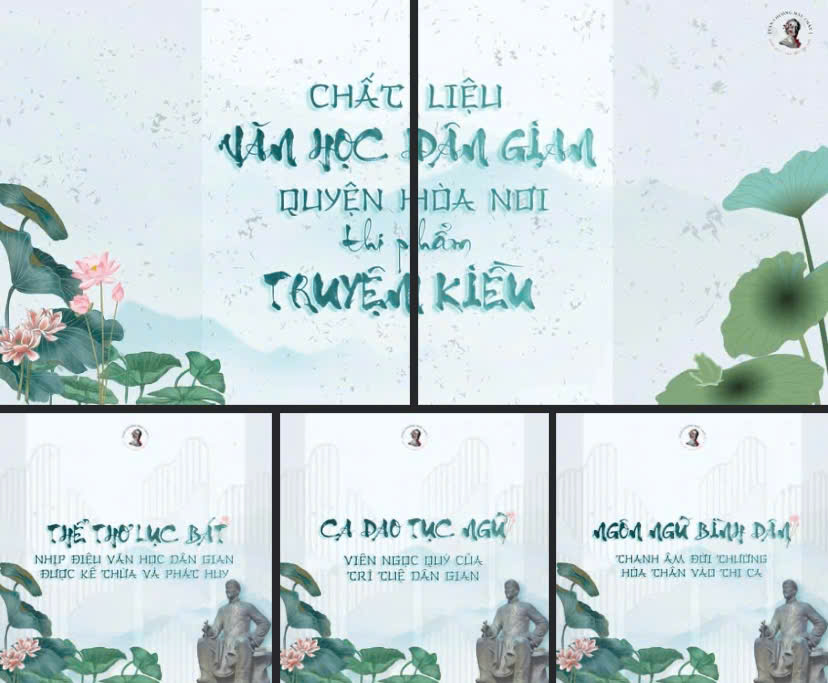 CHẤT LIỆU
VĂN HỌC DÂN GIAN
QUYỆN HÒA NƠI
thi phẩm
TRUYỆN KIỀU
THỂ THƠ LỤC BÁT
NHỊP ĐIỆU VĂN HỌC DÂN GIAN
ĐƯỢC KẾ THỪA VÀ PHÁT HUY
CA DAO TỤC NGỮ
VIÊN NGỌC QUÝ CỦA
TRÍ TUỆ DÂN GIAN
NGÔN NGỮ BÌNH DÂN
THANH ÂM ĐỜI THƯỜNG
HÓA THÂN VÀO THI CA